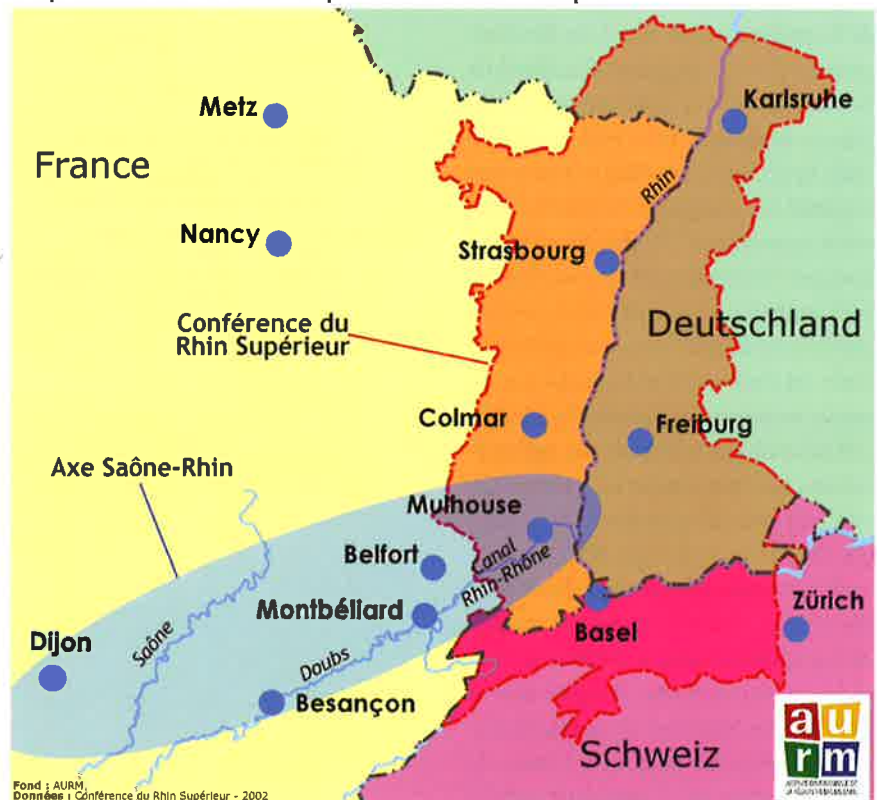 Metz
Karlsruhe
France
Rhin
Nancy
Strasbourg
Conférence du
Rhin Supérieur
Deutschland
Colmar
Freiburg
Axe Saône-Rhin
Mulhouse
Belfort
Canal
Rhin-Rhône
Montbéliard
Zürich
Basel
Dijon
Saône
Doubs
Besançon
Schweiz
aurm
Fond : AURM
Données : Conférence du Rhin Supérieur - 2002